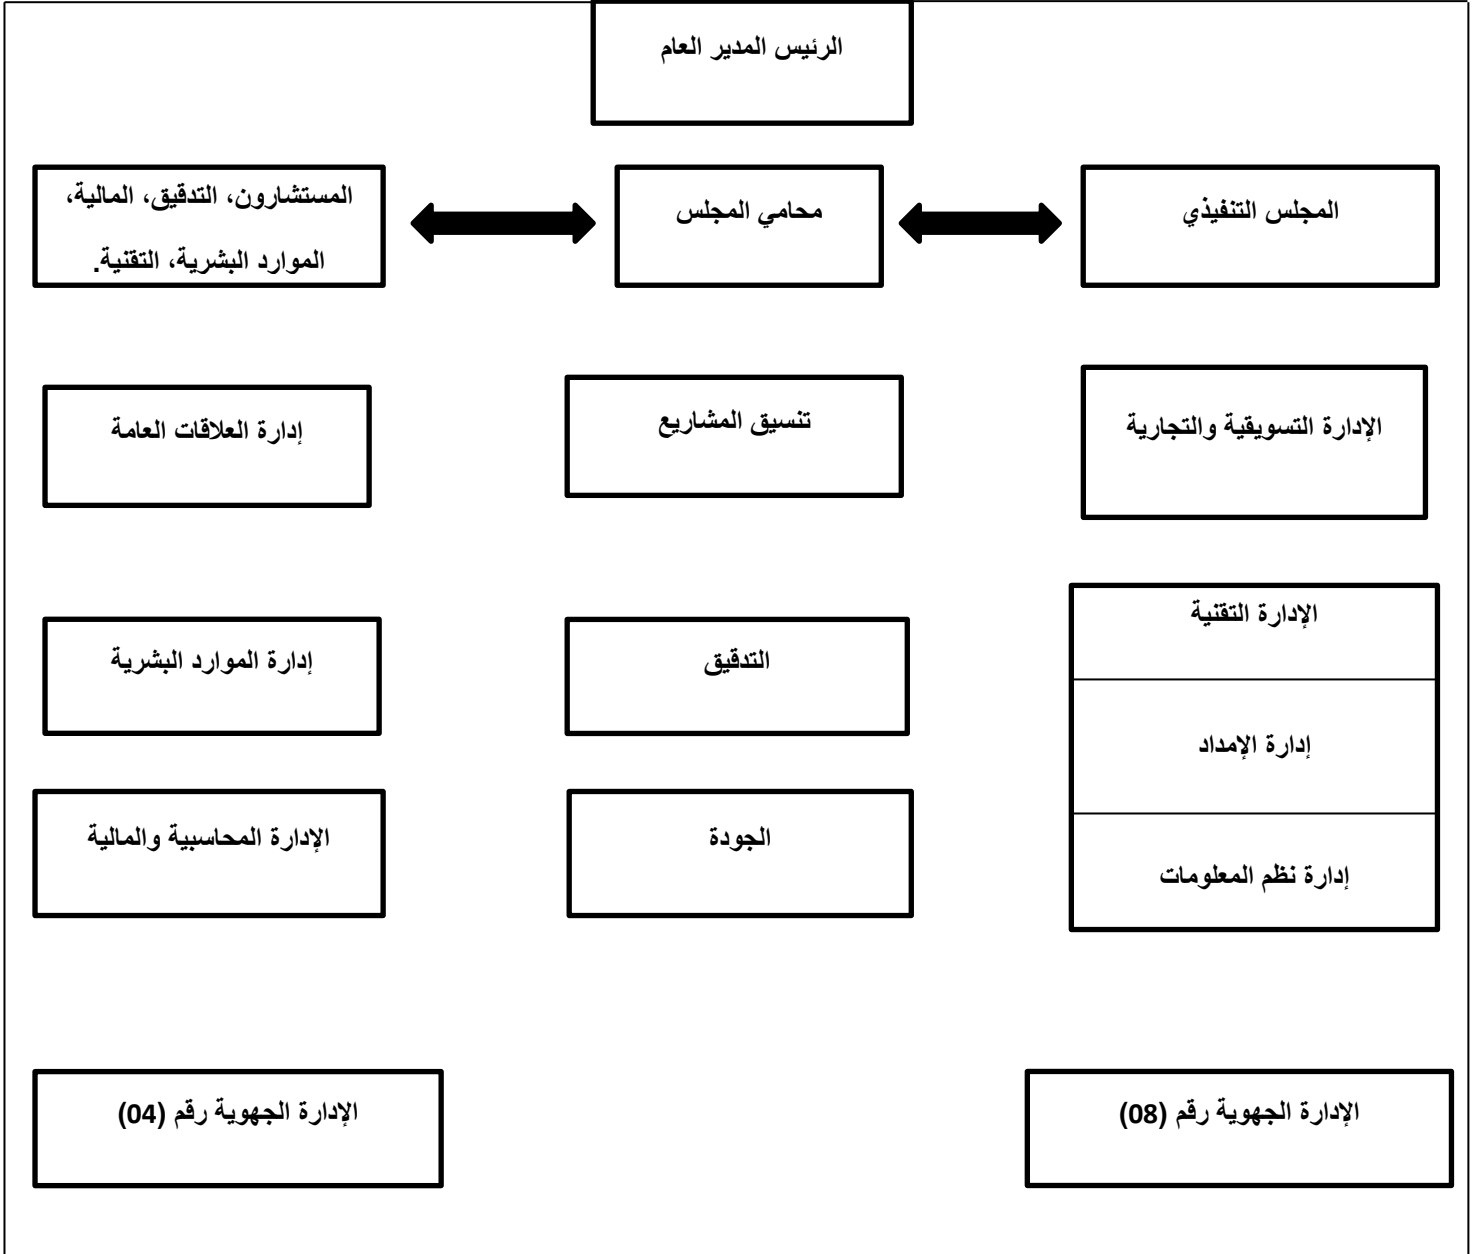 الرئيس المدير العام
المجلس التنفيذي
محامي المجلس
المستشارون، التدقيق، المالية،
الموارد البشرية، التقنية.
الإدارة التسويقية والتجارية
تنسيق المشاريع
إدارة العلاقات العامة
الإدارة التقنية
التدقيق
إدارة الموارد البشرية
إدارة الإمداد
الجودة
الإدارة المحاسبية والمالية
إدارة نظم المعلومات
الإدارة الجهوية رقم (08)
الإدارة الجهوية رقم (04)